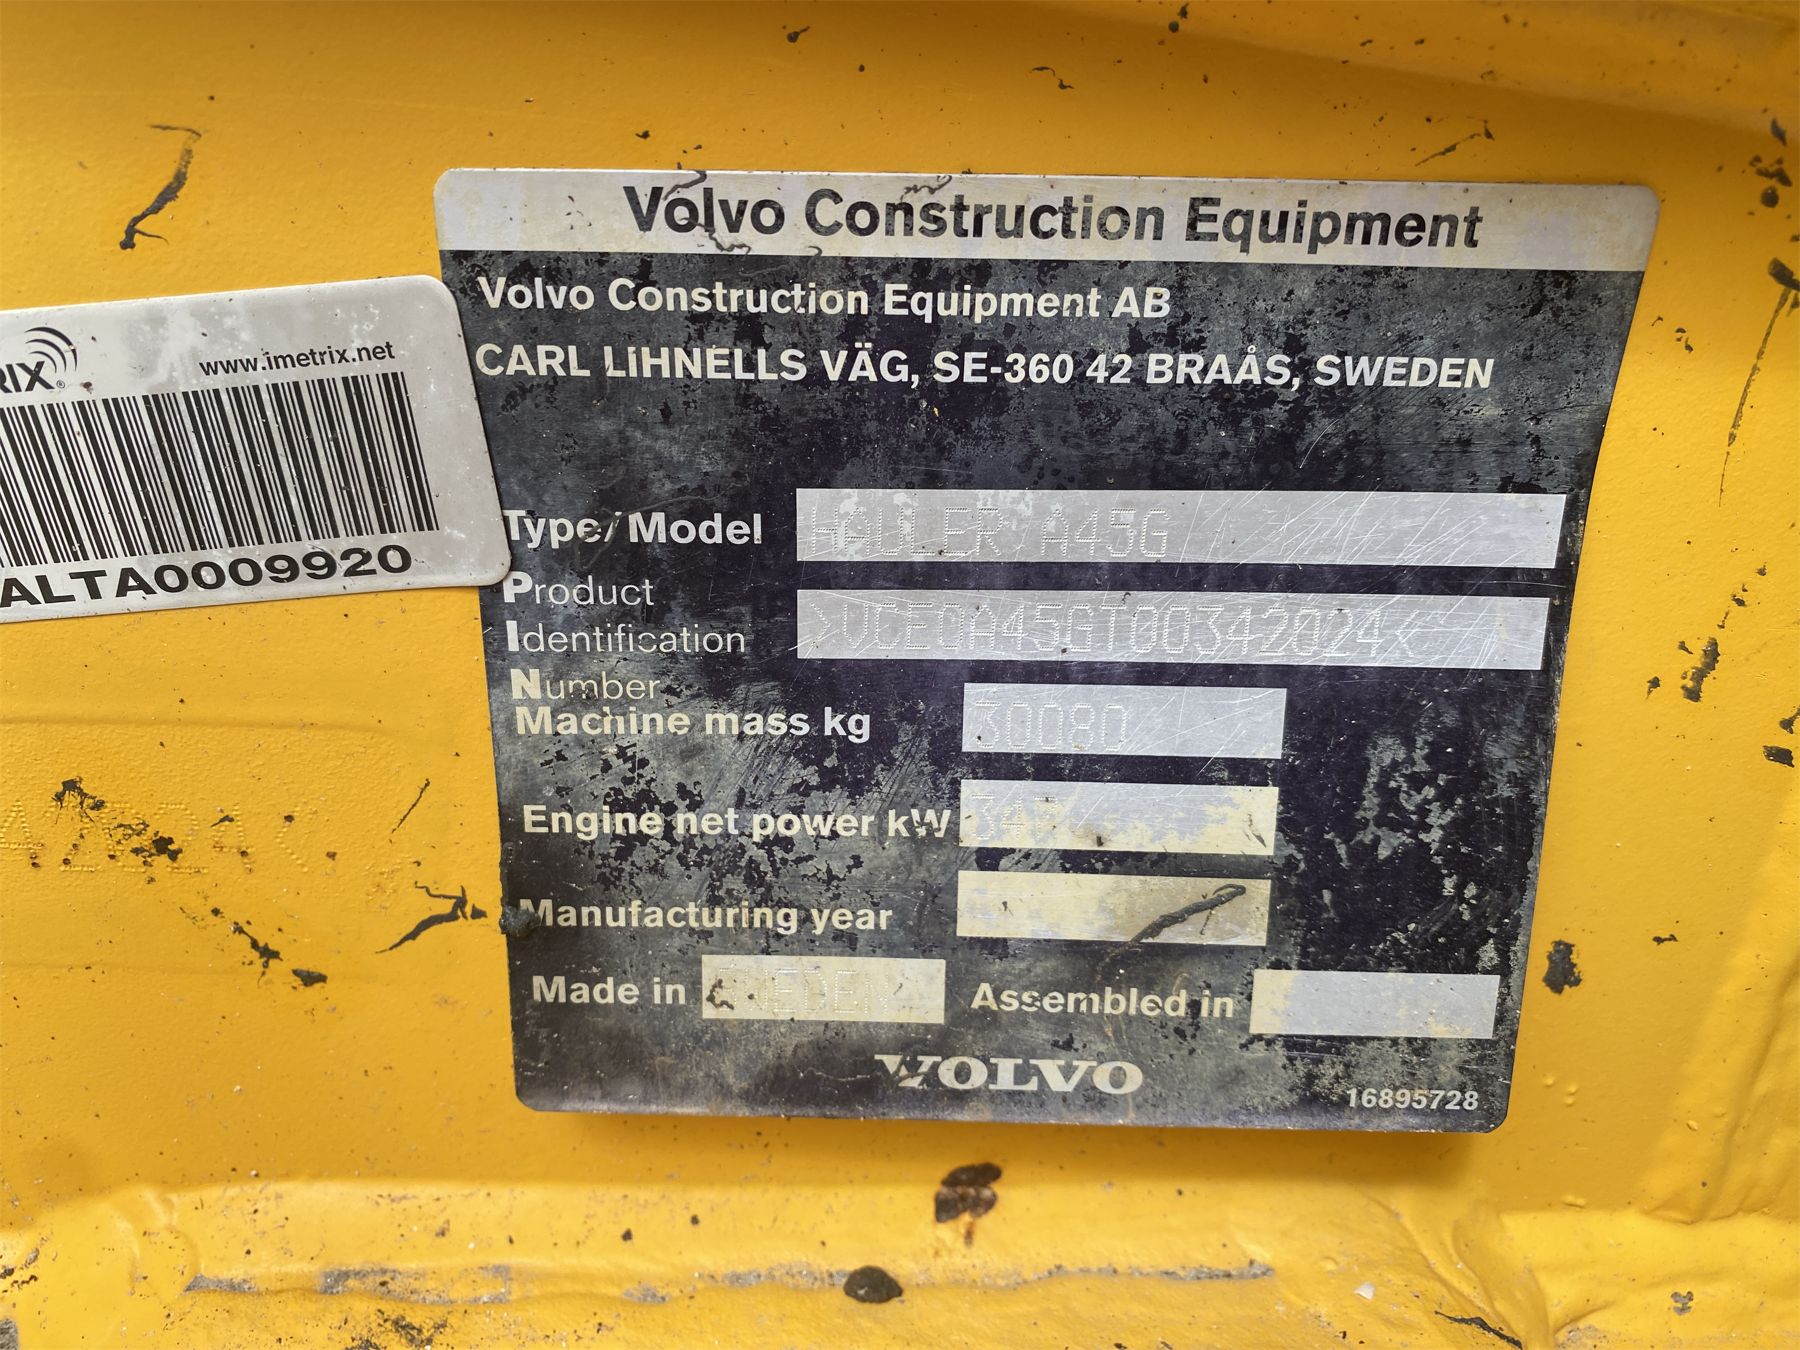 Volvo Construction Equipment
Volvo Construction Equipment AB
CARL LIHNELLS VÄG, SE-360 42 BRAÅS, SWEDEN
www.imetrix.net
RIX®
ALTA0009920
Type/Model HAULER A45G
Product
Identification >VCE0A45GT00342024<
Number
Machine mass kg 30080
Engine net power kW
Manufacturing year
Made in SWEDEN Assembled in
VOLVO
16895728